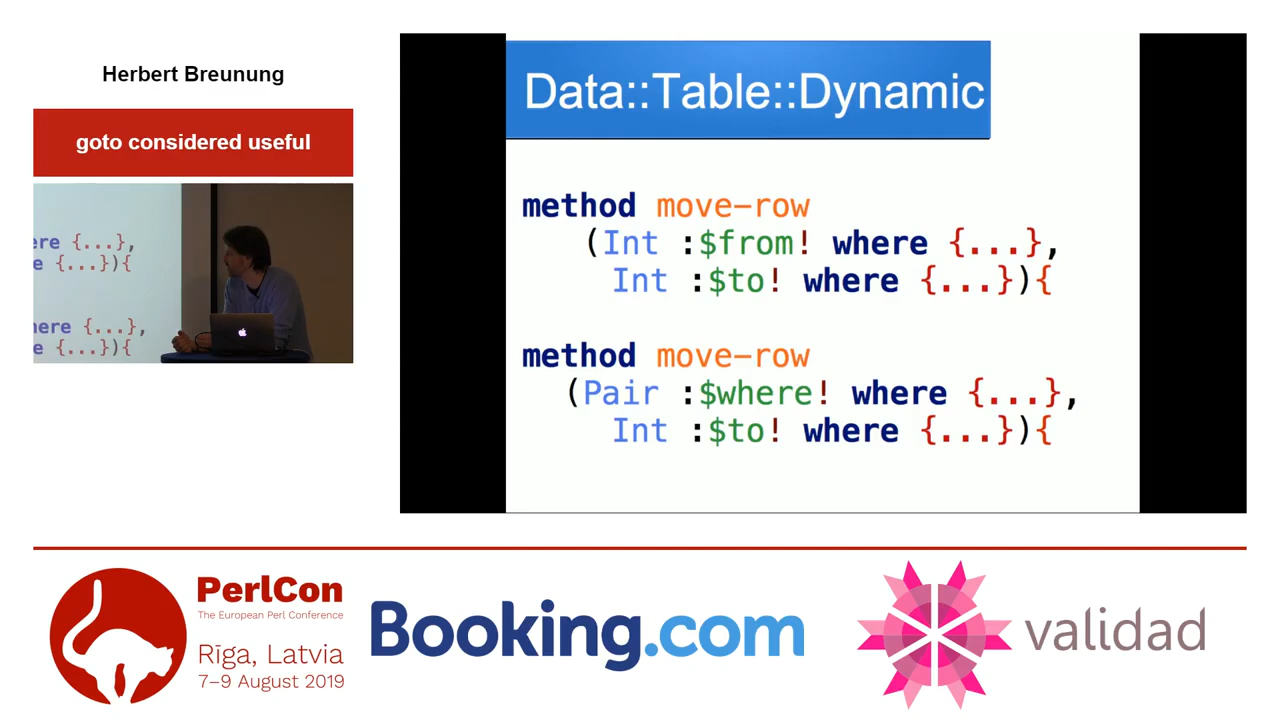 Herbert Breunung
goto considered useful
ere {...},
e {...}){
here {...},
e {...}){
Data::Table::Dynamic
method move-row
(Int :$from! where {...},
Int :$to! where {...}){
method move-row
(Pair :$where! where {...},
Int :$to! where {...}){
PerlCon
The European Perl Conference
Rīga, Latvia
7–9 August 2019
Booking.com
validad